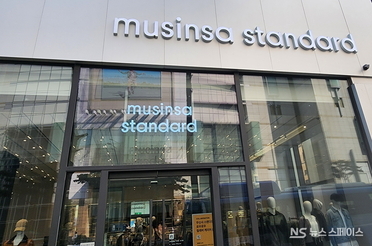 musinsa standard
musinsa
standard
NS 뉴스스페이스